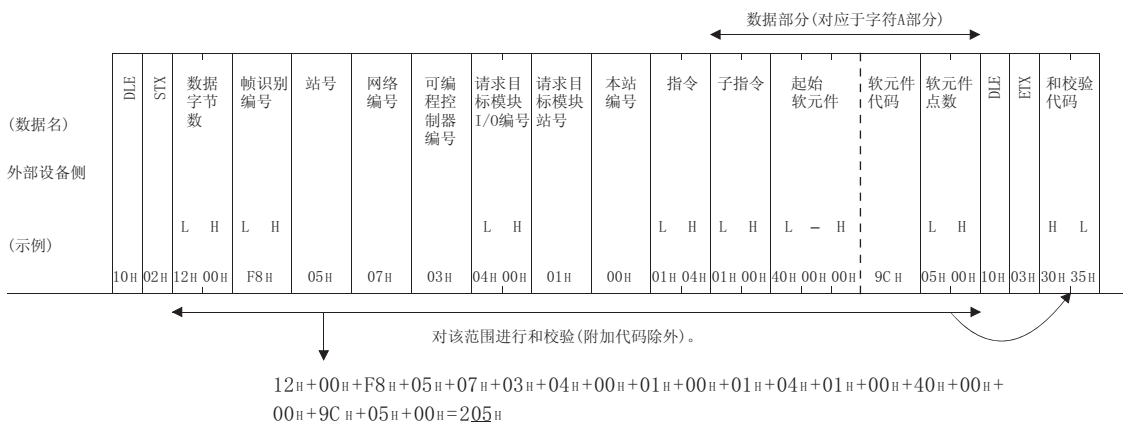 数据部分(对应于字符A部分)
(数据名)
外部设备侧
(示例)
DLE
STX
数据
字节
数
帧识别
编号
站号
网络
编号
可编
程控
制器
编号
请求目
标模块
I/O编号
请求目
标模块
站号
本站
编号
指令
子指令
起始
软元件
软元件
代码
软元件
点数
DLE
ETX
和校验
代码
L H L H L H L H L H L — H L H H L
10H 02H 12H 00H F8H 05H 07H 03H 04H 00H 01H 00H 01H 04H 01H 00H 40H 00H 00H 9CH 05H 00H 10H 03H 30H 35H
对该范围进行和校验(附加代码除外)。
12H+00H+F8H+05H+07H+03H+04H+00H+01H+00H+01H+04H+01H+00H+40H+00H+
00H+9CH+05H+00H=205H